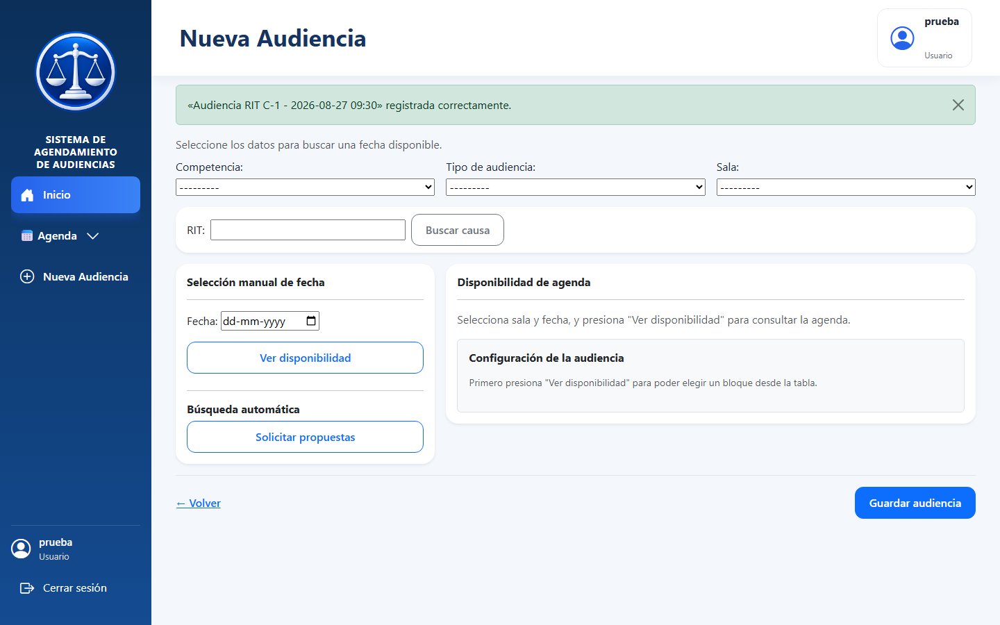 SISTEMA DE
AGENDAMIENTO
DE AUDIENCIAS
Inicio
Agenda
Nueva Audiencia
prueba
Usuario
Cerrar sesión
Nueva Audiencia
prueba
Usuario
«Audiencia RIT C-1 - 2026-08-27 09:30» registrada correctamente.
Seleccione los datos para buscar una fecha disponible.
Competencia: Tipo de audiencia: Sala:
--------- --------- ---------
RIT: Buscar causa
Selección manual de fecha
Fecha: dd-mm-yyyy
Ver disponibilidad
Búsqueda automática
Solicitar propuestas
Disponibilidad de agenda
Selecciona sala y fecha, y presiona "Ver disponibilidad" para consultar la agenda.
Configuración de la audiencia
Primero presiona "Ver disponibilidad" para poder elegir un bloque desde la tabla.
← Volver
Guardar audiencia